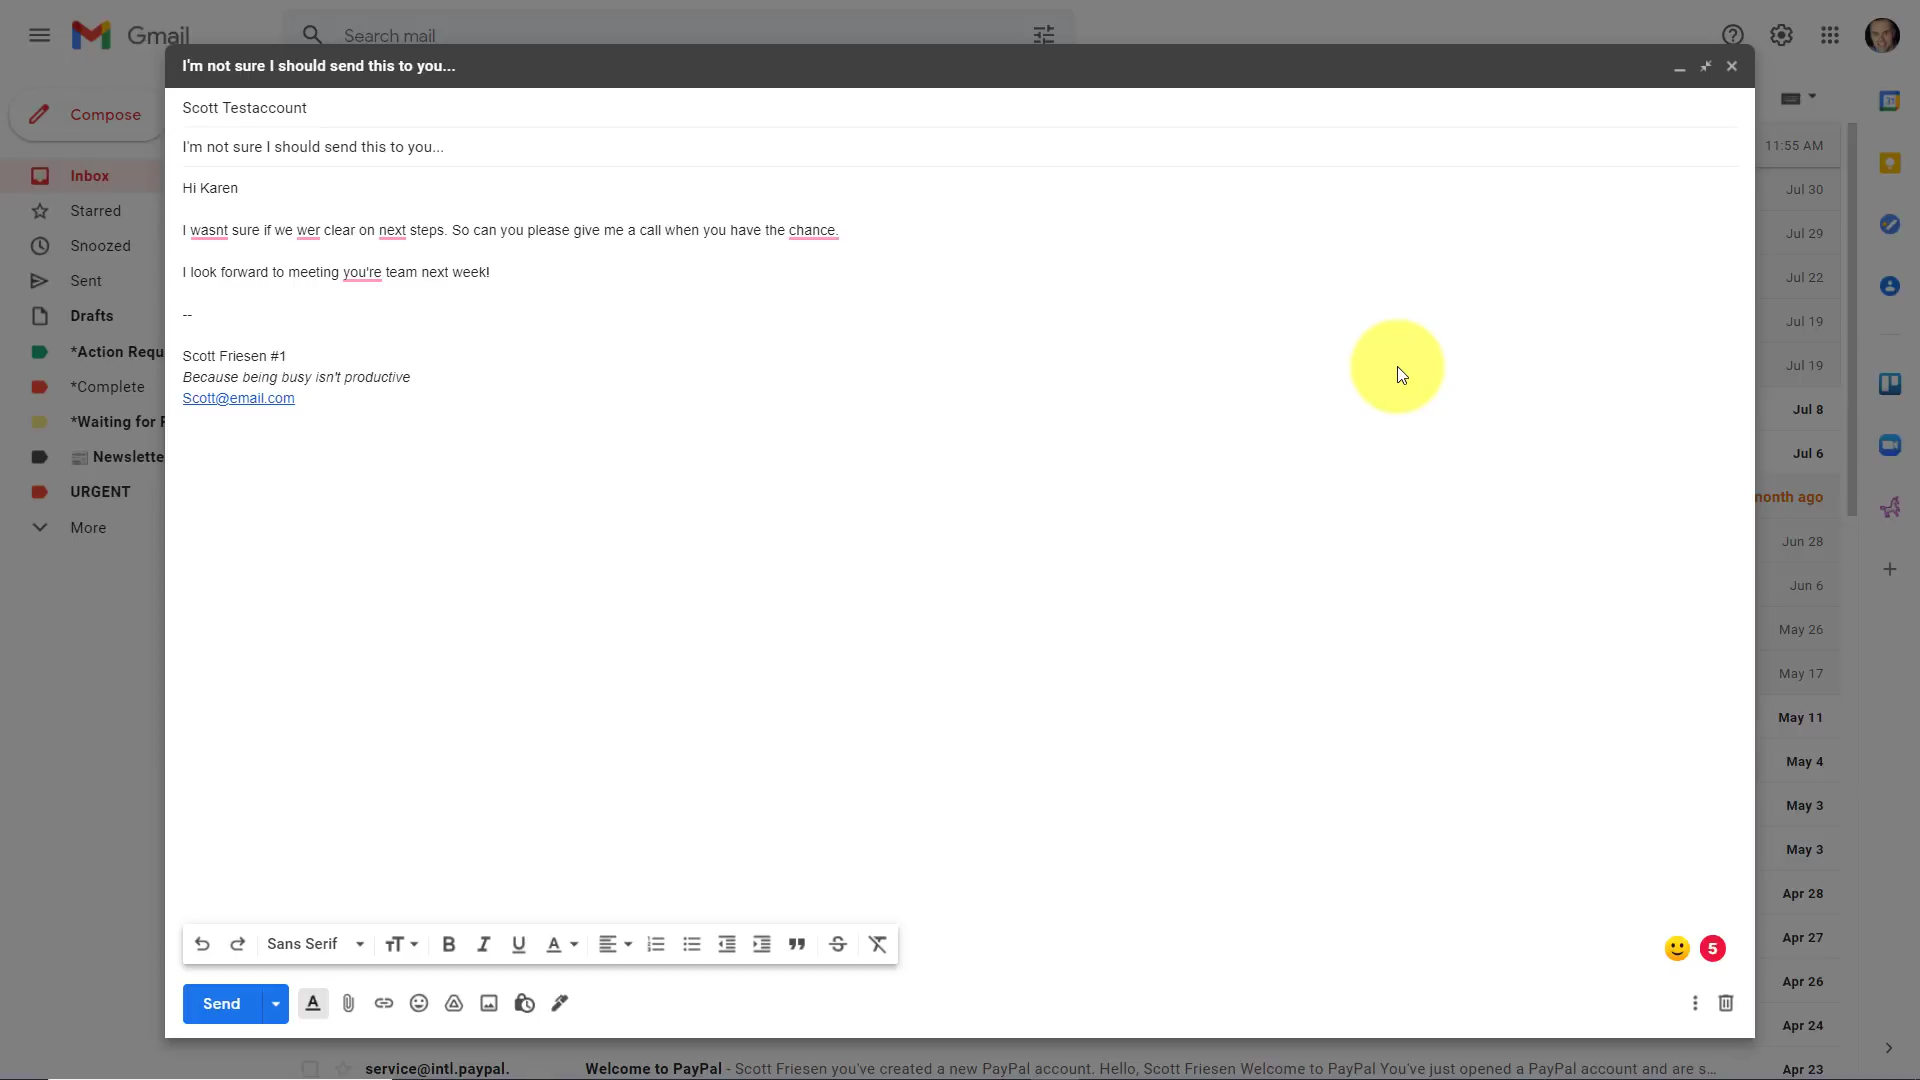 Gmail
Search mail
Compose
Inbox
Starred
Snoozed
Sent
Drafts
*Action Requ
*Complete
*Waiting for
Newslette
URGENT
More
I'm not sure I should send this to you...
Scott Testaccount
I'm not sure I should send this to you...
Hi Karen
I wasnt sure if we wer clear on next steps. So can you please give me a call when you have the chance.
I look forward to meeting you're team next week!
--
Scott Friesen #1
Because being busy isn't productive
Scott@email.com
Sans Serif
5
Send
11:55 AM
Jul 30
Jul 29
Jul 22
Jul 19
Jul 19
Jul 8
Jul 6
month ago
Jun 28
Jun 6
May 26
May 17
May 11
May 4
May 3
May 3
Apr 28
Apr 27
Apr 26
Apr 24
service@intl.paypal. Welcome to PayPal - Scott Friesen you've created a new PayPal account. Hello, Scott Friesen Welcome to PayPal You've just opened a PayPal account and are s... Apr 23